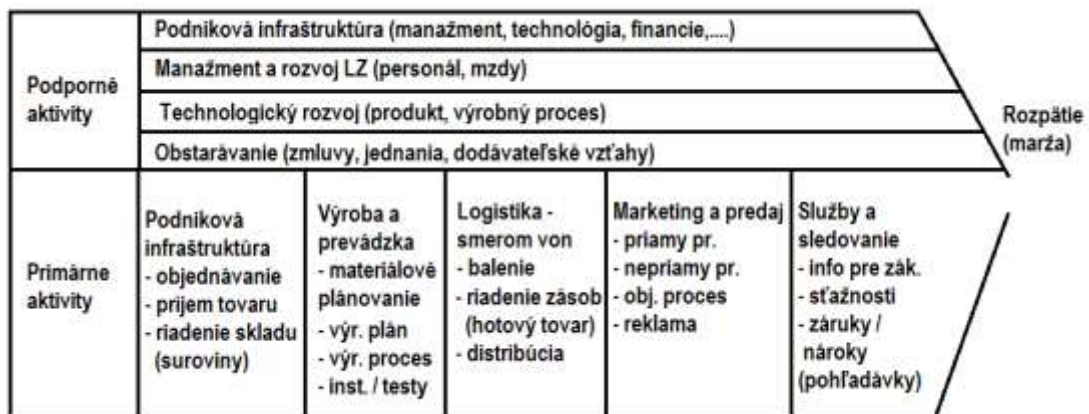 Podporné
aktivity
Podniková infraštruktúra (manažment, technológia, financie,....)
Manažment a rozvoj LZ (personál, mzdy)
Technologický rozvoj (produkt, výrobný proces)
Obstarávanie (zmluvy, jednania, dodávateľské vzťahy)
Rozpätie
(marža)
Primárne
aktivity
Podniková
infraštruktúra
- objednávanie
- príjem tovaru
- riadenie skladu
(suroviny)
Výroba a
prevádzka
- materiálové
plánovanie
- výr. plán
- výr. proces
- inst. / testy
Logistika -
smerom von
- balenie
- riadenie zásob
(hotový tovar)
- distribúcia
Marketing a predaj
- priamy pr.
- nepriamy pr.
- obj. proces
- reklama
Služby a
sledovanie
- info pre zák.
- sťažnosti
- záruky /
nároky
(pohľadávky)